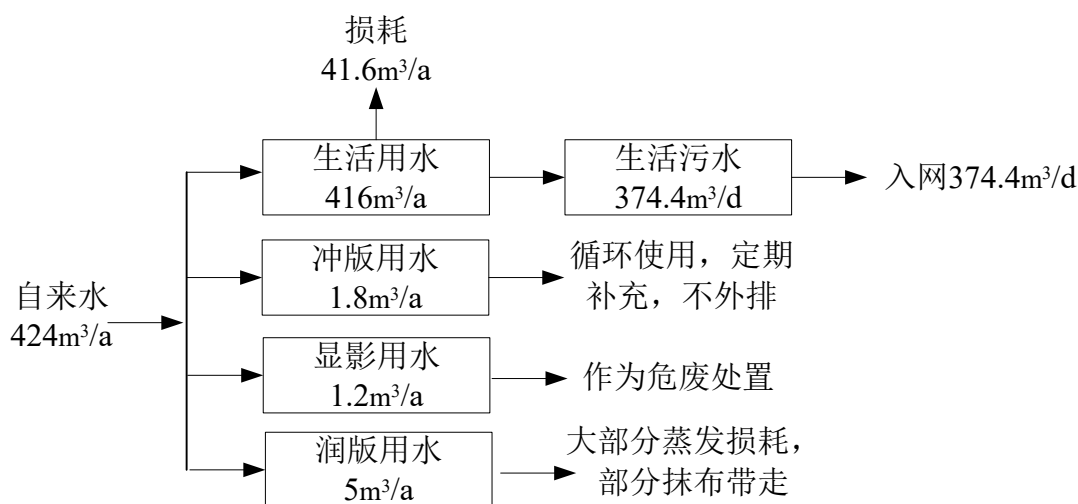 损耗
41.6m³/a
生活用水
416m³/a
生活污水
374.4m³/d
入网374.4m³/d
自来水
424m³/a
冲版用水
1.8m³/a
循环使用，定期
补充，不外排
显影用水
1.2m³/a
作为危废处置
润版用水
5m³/a
大部分蒸发损耗，
部分抹布带走